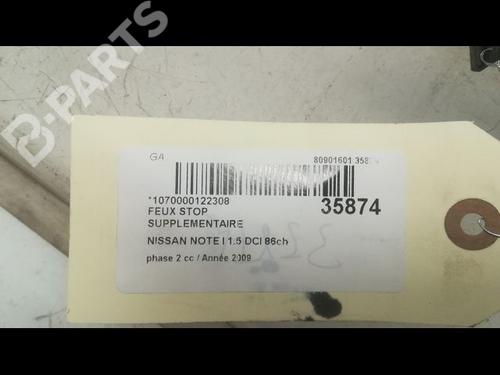 B-PARTS
GA
80901601
*1070000122308
35874
FEUX STOP
SUPPLEMENTAIRE
NISSAN NOTE I 1.5 DCI 86ch
phase 2 cc / Année 2009